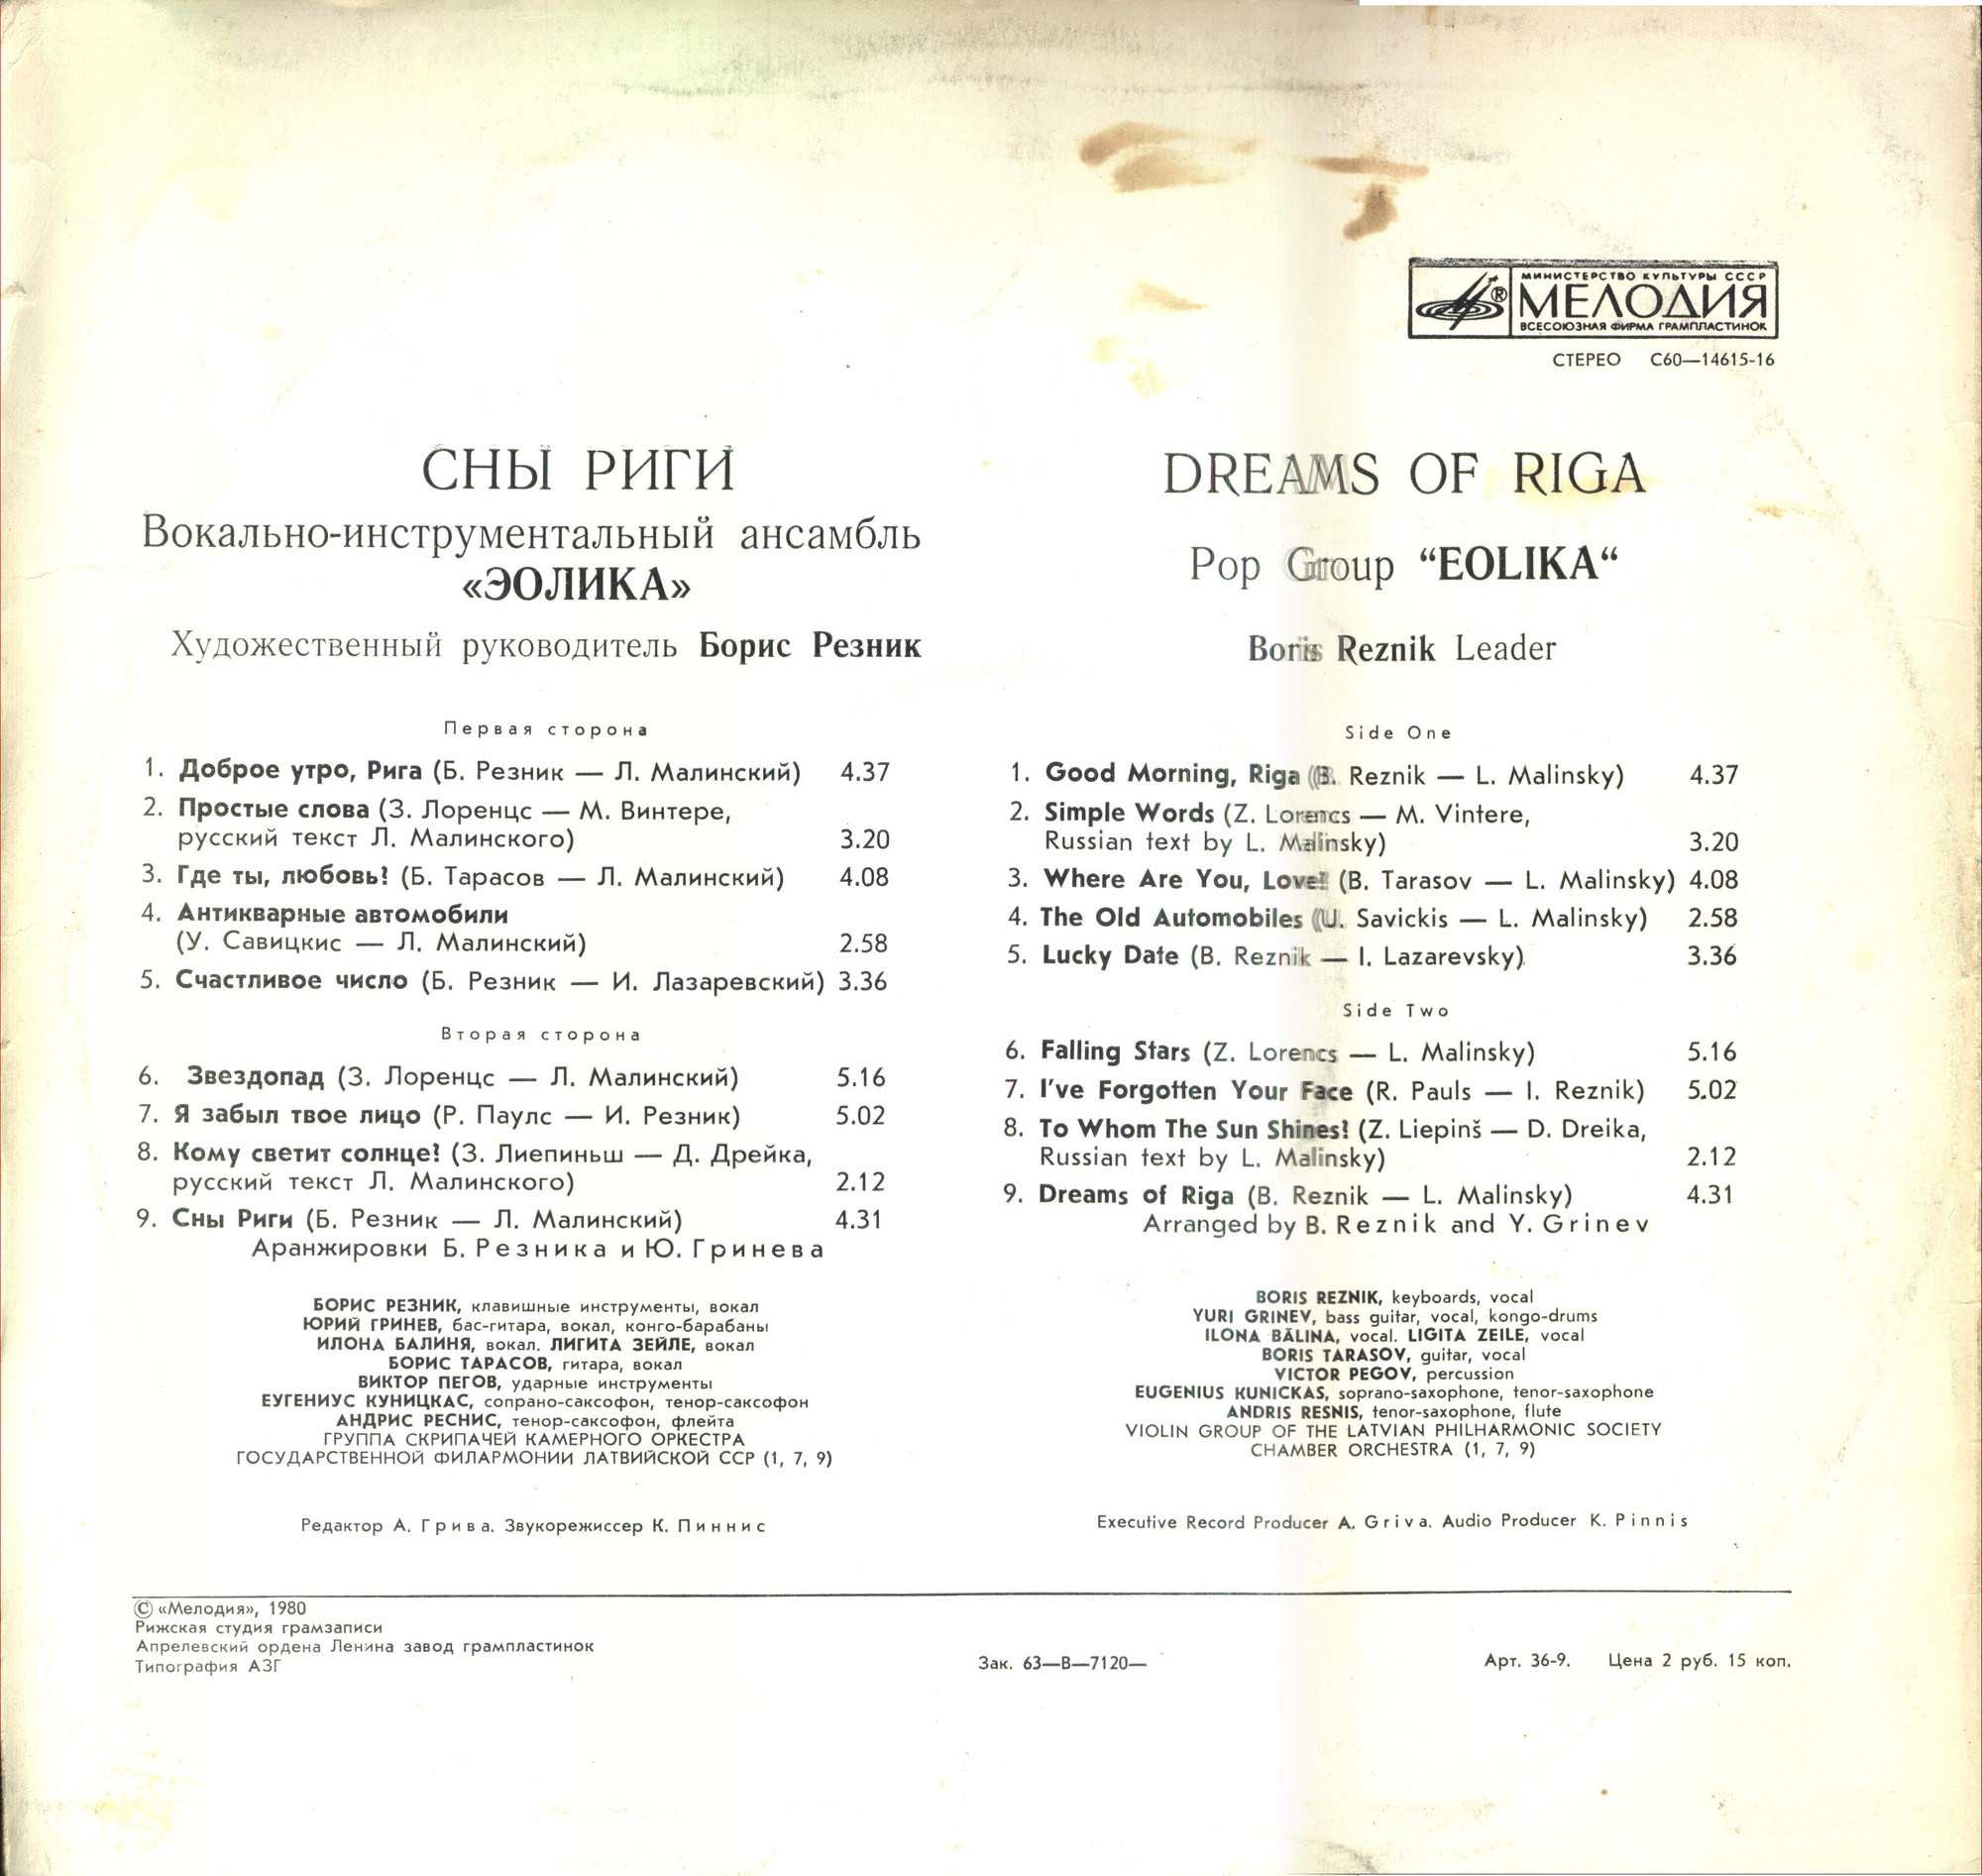 МИНИСТЕРСТВО КУЛЬТУРЫ СССР
МЕЛОДИЯ
ВСЕСОЮЗНАЯ ФИРМА ГРАМПЛАСТИНОК
СТЕРЕО С60—14615-16
СНЫ РИГИ
Вокально-инструментальный ансамбль
«ЭОЛИКА»
Художественный руководитель Борис Резник
Первая сторона
1. Доброе утро, Рига (Б. Резник — Л. Малинский) 4.37
2. Простые слова (З. Лоренцс — М. Винтере,
русский текст Л. Малинского) 3.20
3. Где ты, любовь? (Б. Тарасов — Л. Малинский) 4.08
4. Антикварные автомобили
(У. Савицкис — Л. Малинский) 2.58
5. Счастливое число (Б. Резник — И. Лазаревский) 3.36
Вторая сторона
6. Звездопад (З. Лоренцс — Л. Малинский) 5.16
7. Я забыл твое лицо (Р. Паулс — И. Резник) 5.02
8. Кому светит солнце? (З. Лиепиньш — Д. Дрейка,
русский текст Л. Малинского) 2.12
9. Сны Риги (Б. Резник — Л. Малинский) 4.31
Аранжировки Б. Резника и Ю. Гринева
БОРИС РЕЗНИК, клавишные инструменты, вокал
ЮРИЙ ГРИНЕВ, бас-гитара, вокал, конго-барабаны
ИЛОНА БАЛИНЯ, вокал. ЛИГИТА ЗЕЙЛЕ, вокал
БОРИС ТАРАСОВ, гитара, вокал
ВИКТОР ПЕГОВ, ударные инструменты
ЕУГЕНИУС КУНИЦКАС, сопрано-саксофон, тенор-саксофон
АНДРИС РЕСНИС, тенор-саксофон, флейта
ГРУППА СКРИПАЧЕЙ КАМЕРНОГО ОРКЕСТРА
ГОСУДАРСТВЕННОЙ ФИЛАРМОНИИ ЛАТВИЙСКОЙ ССР (1, 7, 9)
Редактор А. Грива. Звукорежиссер К. Пиннис
DREAMS OF RIGA
Pop Group “EOLIKA“
Boris Reznik Leader
Side One
1. Good Morning, Riga (B. Reznik — L. Malinsky) 4.37
2. Simple Words (Z. Lorencs — M. Vintere,
Russian text by L. Malinsky) 3.20
3. Where Are You, Love? (B. Tarasov — L. Malinsky) 4.08
4. The Old Automobiles (U. Savickis — L. Malinsky) 2.58
5. Lucky Date (B. Reznik — I. Lazarevsky) 3.36
Side Two
6. Falling Stars (Z. Lorencs — L. Malinsky) 5.16
7. I've Forgotten Your Face (R. Pauls — I. Reznik) 5.02
8. To Whom The Sun Shines? (Z. Liepinš — D. Dreika,
Russian text by L. Malinsky) 2.12
9. Dreams of Riga (B. Reznik — L. Malinsky) 4.31
Arranged by B. Reznik and Y. Grinev
BORIS REZNIK, keyboards, vocal
YURI GRINEV, bass guitar, vocal, kongo-drums
ILONA BĀLINA, vocal. LIGITA ZEILE, vocal
BORIS TARASOV, guitar, vocal
VICTOR PEGOV, percussion
EUGENIUS KUNICKAS, soprano-saxophone, tenor-saxophone
ANDRIS RESNIS, tenor-saxophone, flute
VIOLIN GROUP OF THE LATVIAN PHILHARMONIC SOCIETY
CHAMBER ORCHESTRA (1, 7, 9)
Executive Record Producer A. Griva. Audio Producer K. Pinnis
© «Мелодия», 1980
Рижская студия грамзаписи
Апрелевский ордена Ленина завод грампластинок
Типография АЗГ
Зак. 63—В—7120—
Арт. 36-9. Цена 2 руб. 15 коп.